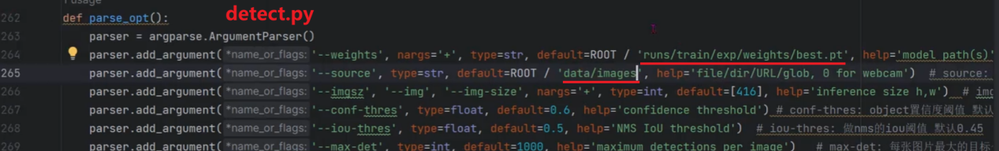 1 usage
detect.py
262 def parse_opt():
263 parser = argparse.ArgumentParser()
264 parser.add_argument( *name_or_flags: '--weights', nargs='+', type=str, default=ROOT / 'runs/train/exp/weights/best.pt', help='model path(s)'
265 parser.add_argument( *name_or_flags: '--source', type=str, default=ROOT / 'data/images', help='file/dir/URL/glob, 0 for webcam') # source:
266 parser.add_argument( *name_or_flags: '--imgsz', '--img', '--img-size', nargs='+', type=int, default=[416], help='inference size h,w') # img
267 parser.add_argument( *name_or_flags: '--conf-thres', type=float, default=0.6, help='confidence threshold') # conf-thres: object置信度阈值 默认
268 parser.add_argument( *name_or_flags: '--iou-thres', type=float, default=0.5, help='NMS IoU threshold') # iou-thres: 做nms的iou阈值 默认0.45
269 parser.add_argument( *name_or_flags: '--max-det', type=int, default=1000, help='maximum detections per image') # max-det: 每张图片最大的目标